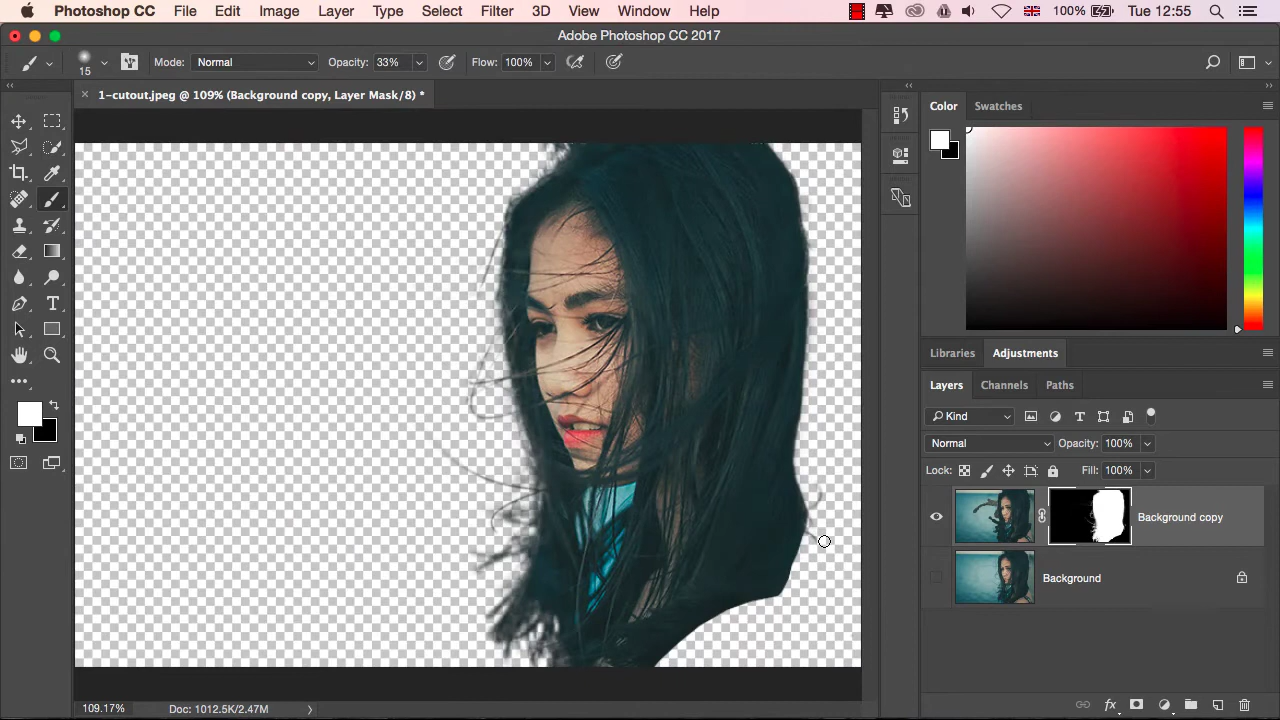 Photoshop CC File Edit Image Layer Type Select Filter 3D View Window Help 100% Tue 12:55
Adobe Photoshop CC 2017
15 Mode: Normal Opacity: 33% Flow: 100%
1-cutout.jpeg @ 109% (Background copy, Layer Mask/8) *
Color Swatches
Libraries Adjustments
Layers Channels Paths
Kind
Normal Opacity: 100%
Lock: Fill: 100%
Background copy
Background
fx
109.17% Doc: 1012.5K/2.47M